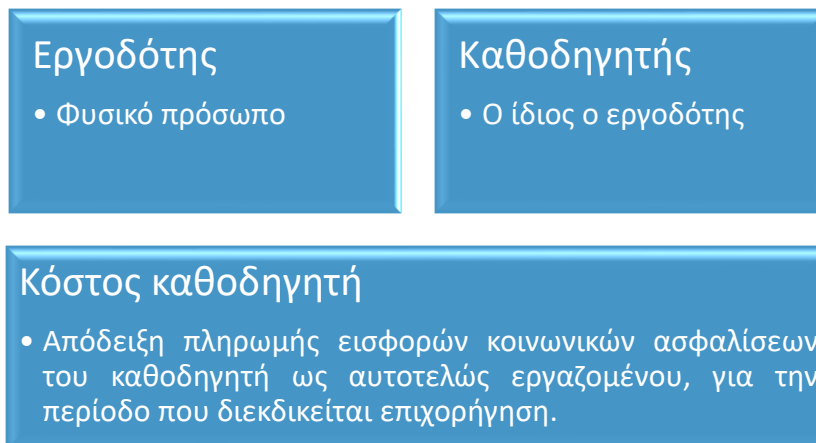 Εργοδότης
• Φυσικό πρόσωπο
Καθοδηγητής
• Ο ίδιος ο εργοδότης
Κόστος καθοδηγητή
• Απόδειξη πληρωμής εισφορών κοινωνικών ασφαλίσεων
του καθοδηγητή ως αυτοτελώς εργαζομένου, για την
περίοδο που διεκδικείται επιχορήγηση.